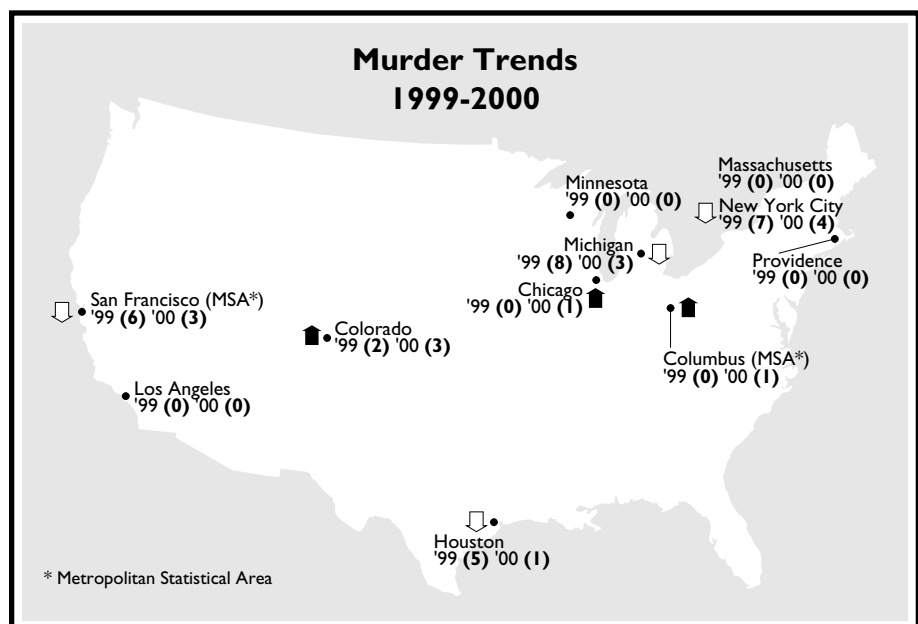 Murder Trends
1999-2000
Massachusetts
'99 (0) '00 (0)
Minnesota
'99 (0) '00 (0)
New York City
'99 (7) '00 (4)
Michigan
'99 (8) '00 (3)
Providence
'99 (0) '00 (0)
Chicago
'99 (0) '00 (1)
San Francisco (MSA*)
'99 (6) '00 (3)
Colorado
'99 (2) '00 (3)
Columbus (MSA*)
'99 (0) '00 (1)
Los Angeles
'99 (0) '00 (0)
Houston
'99 (5) '00 (1)
* Metropolitan Statistical Area